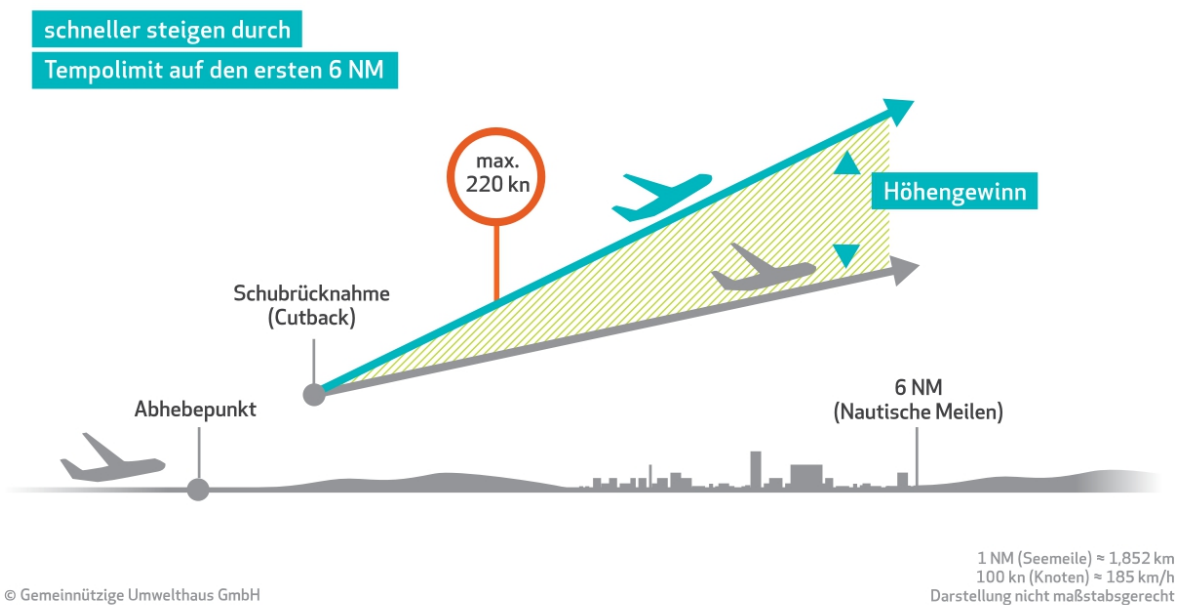 schneller steigen durch
Tempolimit auf den ersten 6 NM
max.
220 kn
Höhengewinn
Schubrücknahme
(Cutback)
Abhebepunkt
6 NM
(Nautische Meilen)
1 NM (Seemeile) ≈ 1,852 km
100 kn (Knoten) ≈ 185 km/h
Darstellung nicht maßstabsgerecht
© Gemeinnützige Umwelthaus GmbH